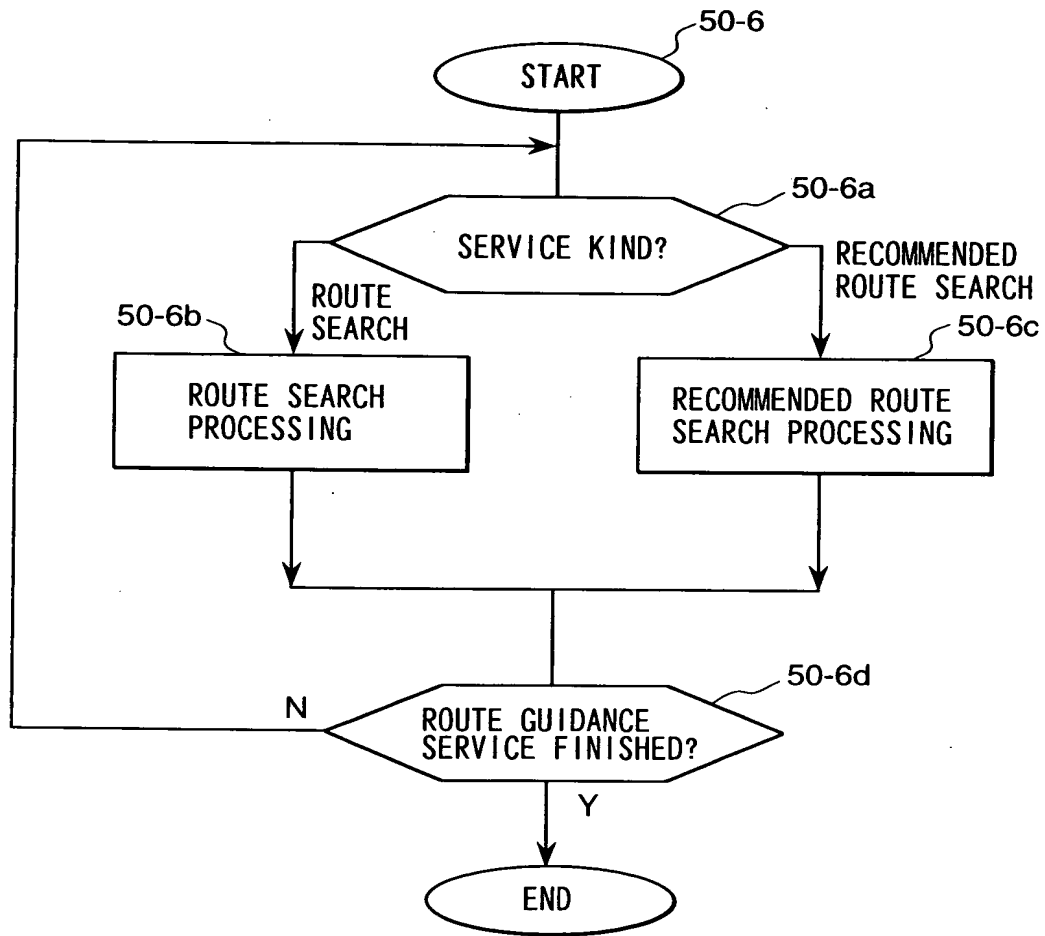 50-6
START
50-6a
SERVICE KIND?
RECOMMENDED
ROUTE SEARCH
ROUTE
SEARCH
50-6b
50-6c
ROUTE SEARCH
PROCESSING
RECOMMENDED ROUTE
SEARCH PROCESSING
50-6d
N
ROUTE GUIDANCE
SERVICE FINISHED?
Y
END